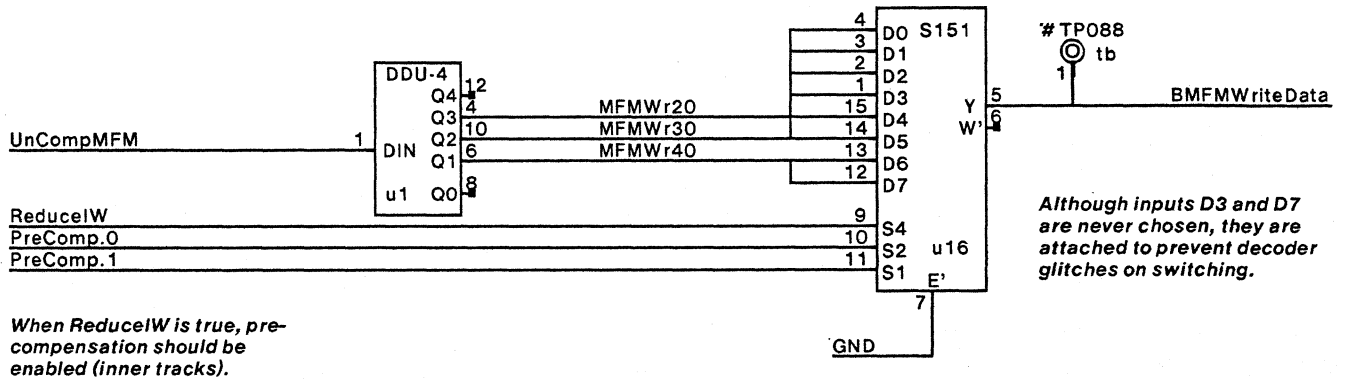 4 D0 S151 # TP088
3 D1 tb
2 D2 1
1 D3
DDU-4
Q4 12
Q3 4 MFMWr20 15 D4 Y 5 BMFMWriteData
Q2 10 MFMWr30 14 D5 W' 6
UnCompMFM 1 DIN Q1 6 MFMWr40 13 D6
12 D7
u1 Q0 8
ReduceIW 9 S4
PreComp.0 10 S2 u16
PreComp.1 11 S1
E'
7
GND
Although inputs D3 and D7
are never chosen, they are
attached to prevent decoder
glitches on switching.
When ReduceIW is true, pre-
compensation should be
enabled (inner tracks).